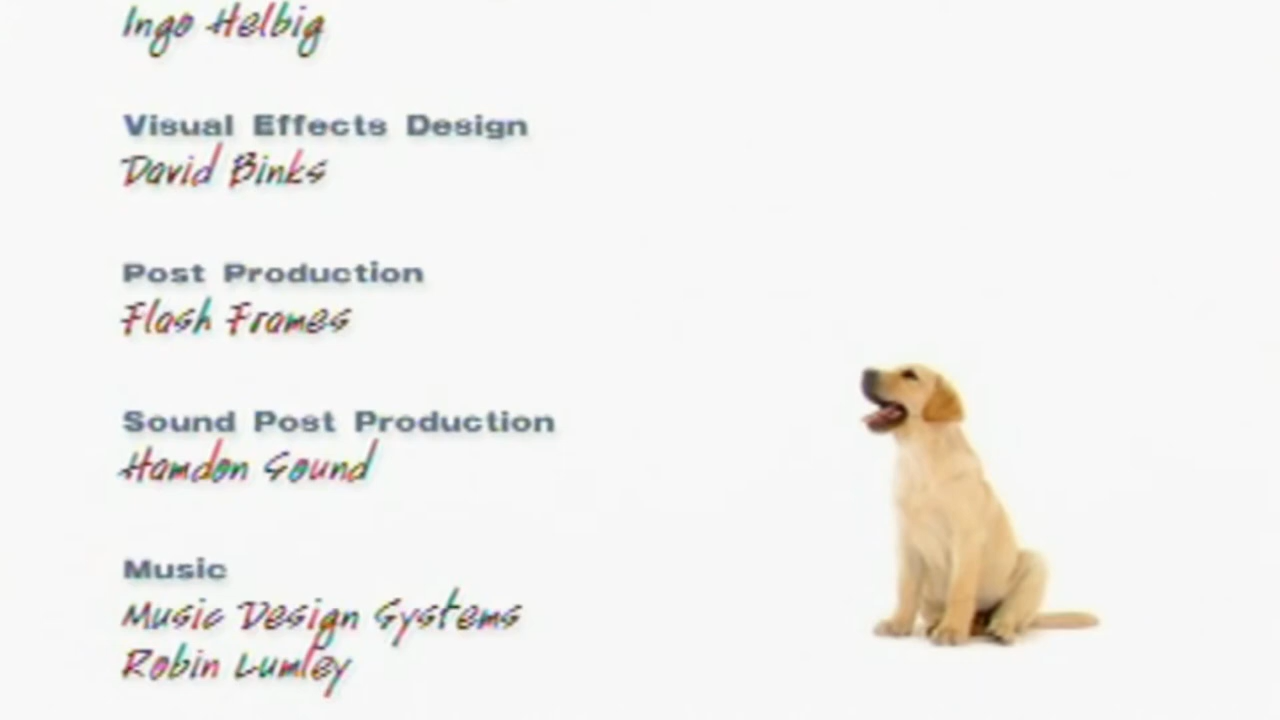 Ingo Helbig
Visual Effects Design
David Binks
Post Production
Flash Frames
Sound Post Production
Hamdon Sound
Music
Music Design Systems
Robin Lumley